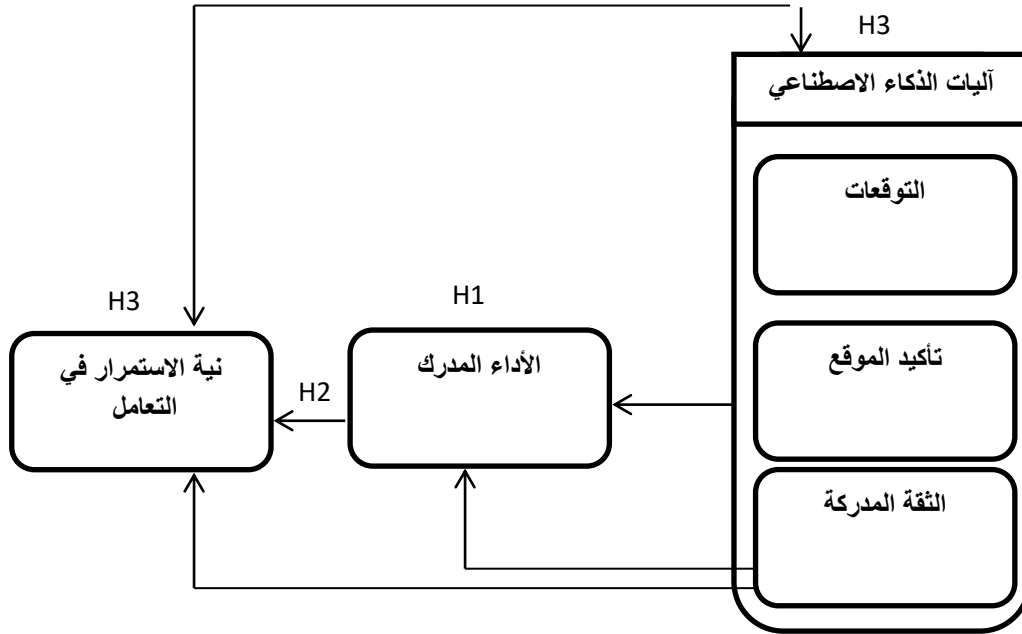 H3
آليات الذكاء الاصطناعي
التوقعات
H3
H1
نية الاستمرار في
التعامل
H2
الأداء المدرك
تأكيد الموقع
الثقة المدركة